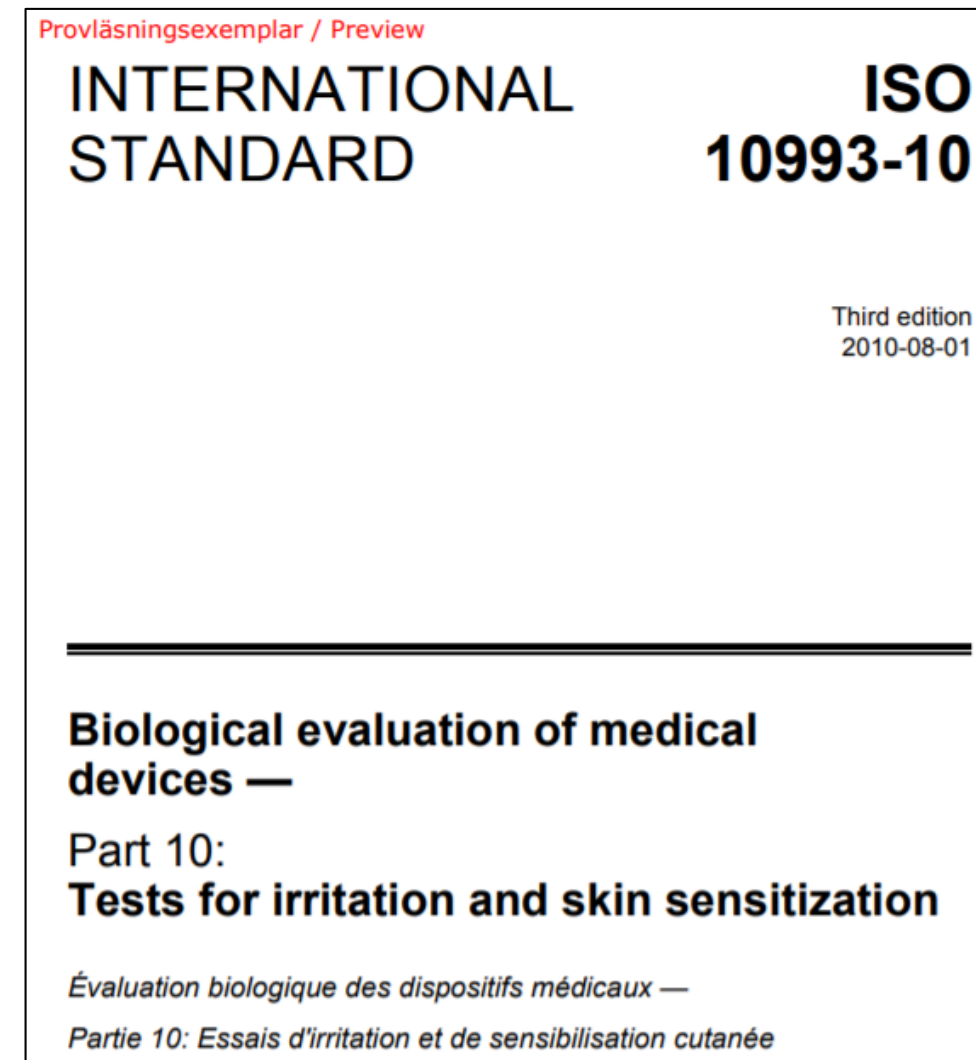 Provläsningsexemplar / Preview
INTERNATIONAL
STANDARD
ISO
10993-10
Third edition
2010-08-01
Biological evaluation of medical
devices —
Part 10:
Tests for irritation and skin sensitization
Évaluation biologique des dispositifs médicaux —
Partie 10: Essais d'irritation et de sensibilisation cutanée